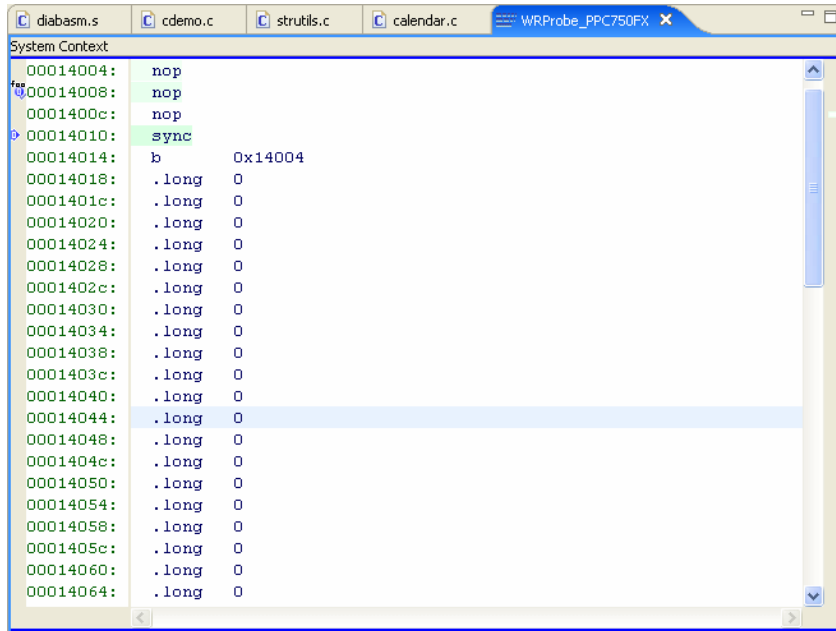 diabasm.s cdemo.c strutils.c calendar.c WRProbe_PPC750FX
System Context
00014004: nop
00014008: nop
0001400c: nop
00014010: sync
00014014: b 0x14004
00014018: .long 0
0001401c: .long 0
00014020: .long 0
00014024: .long 0
00014028: .long 0
0001402c: .long 0
00014030: .long 0
00014034: .long 0
00014038: .long 0
0001403c: .long 0
00014040: .long 0
00014044: .long 0
00014048: .long 0
0001404c: .long 0
00014050: .long 0
00014054: .long 0
00014058: .long 0
0001405c: .long 0
00014060: .long 0
00014064: .long 0